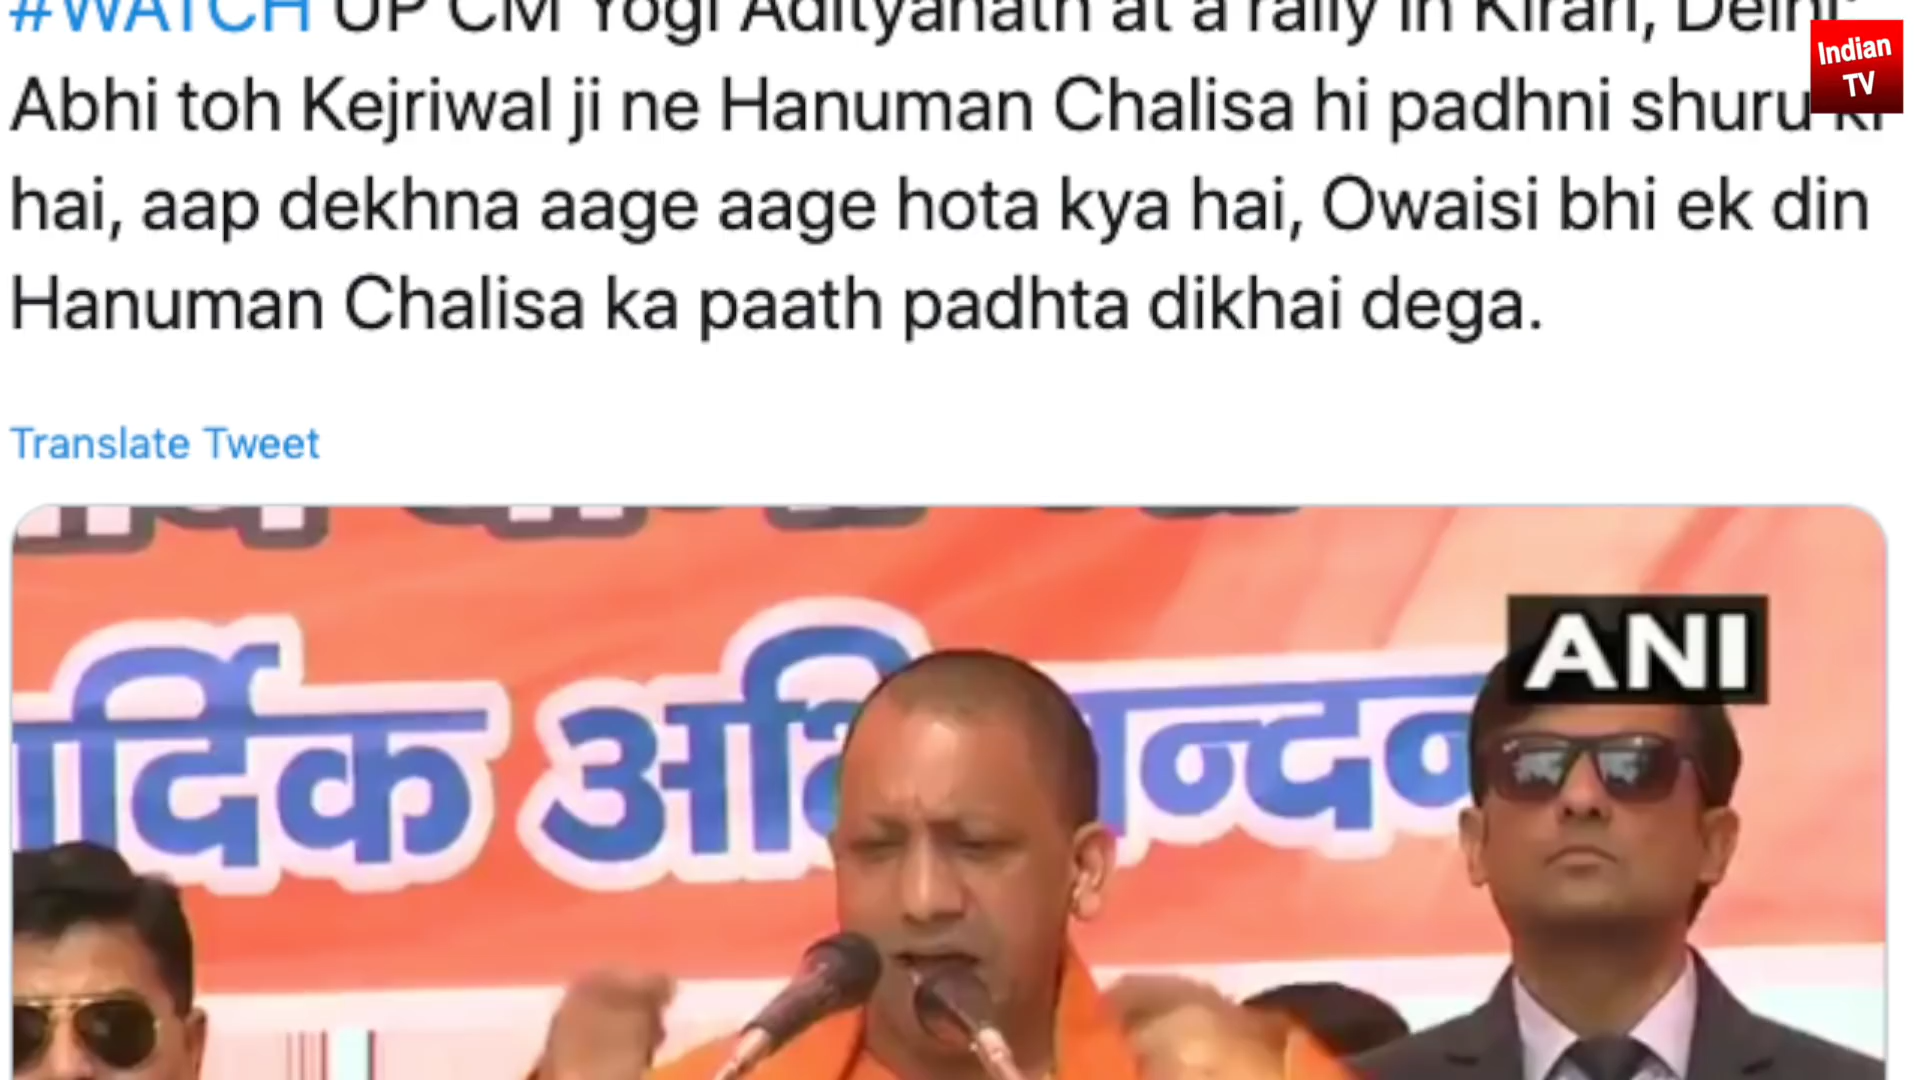 #WATCH UP CM Yogi Adityanath at a rally in Kirari, Delhi:
Abhi toh Kejriwal ji ne Hanuman Chalisa hi padhni shuru ki
hai, aap dekhna aage aage hota kya hai, Owaisi bhi ek din
Hanuman Chalisa ka paath padhta dikhai dega.
Indian
TV
Translate Tweet
ANI